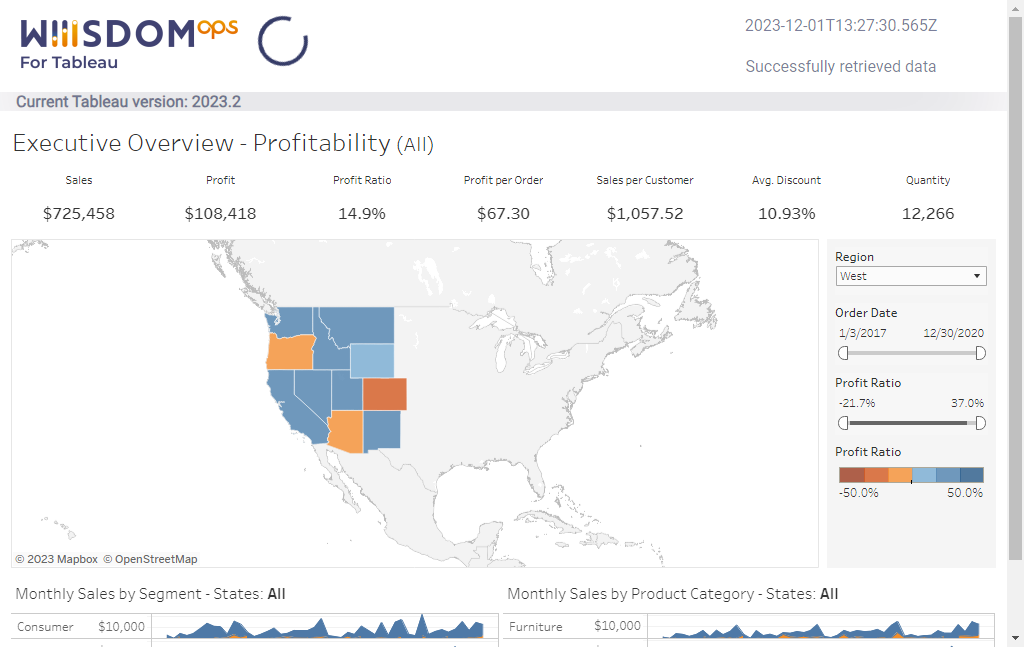 WIIISDOM ops
For Tableau
2023-12-01T13:27:30.565Z
Successfully retrieved data
Current Tableau version: 2023.2
Executive Overview - Profitability (All)
Sales Profit Profit Ratio Profit per Order Sales per Customer Avg. Discount Quantity
$725,458 $108,418 14.9% $67.30 $1,057.52 10.93% 12,266
Region
West
Order Date
1/3/2017 12/30/2020
Profit Ratio
-21.7% 37.0%
Profit Ratio
-50.0% 50.0%
© 2023 Mapbox © OpenStreetMap
Monthly Sales by Segment - States: All
Consumer $10,000
Monthly Sales by Product Category - States: All
Furniture $10,000